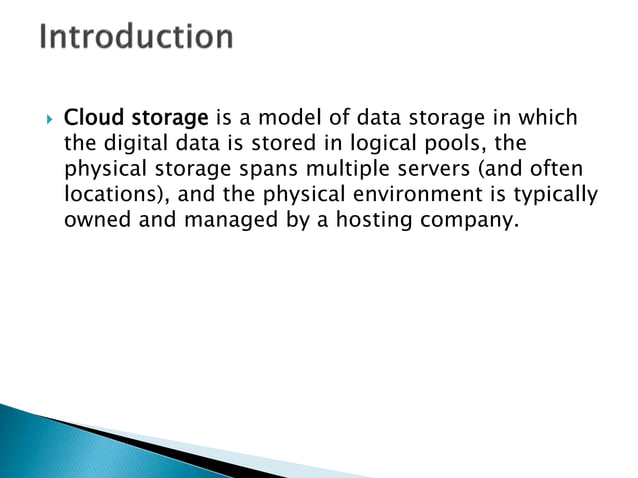 Introduction
Cloud storage is a model of data storage in which
the digital data is stored in logical pools, the
physical storage spans multiple servers (and often
locations), and the physical environment is typically
owned and managed by a hosting company.